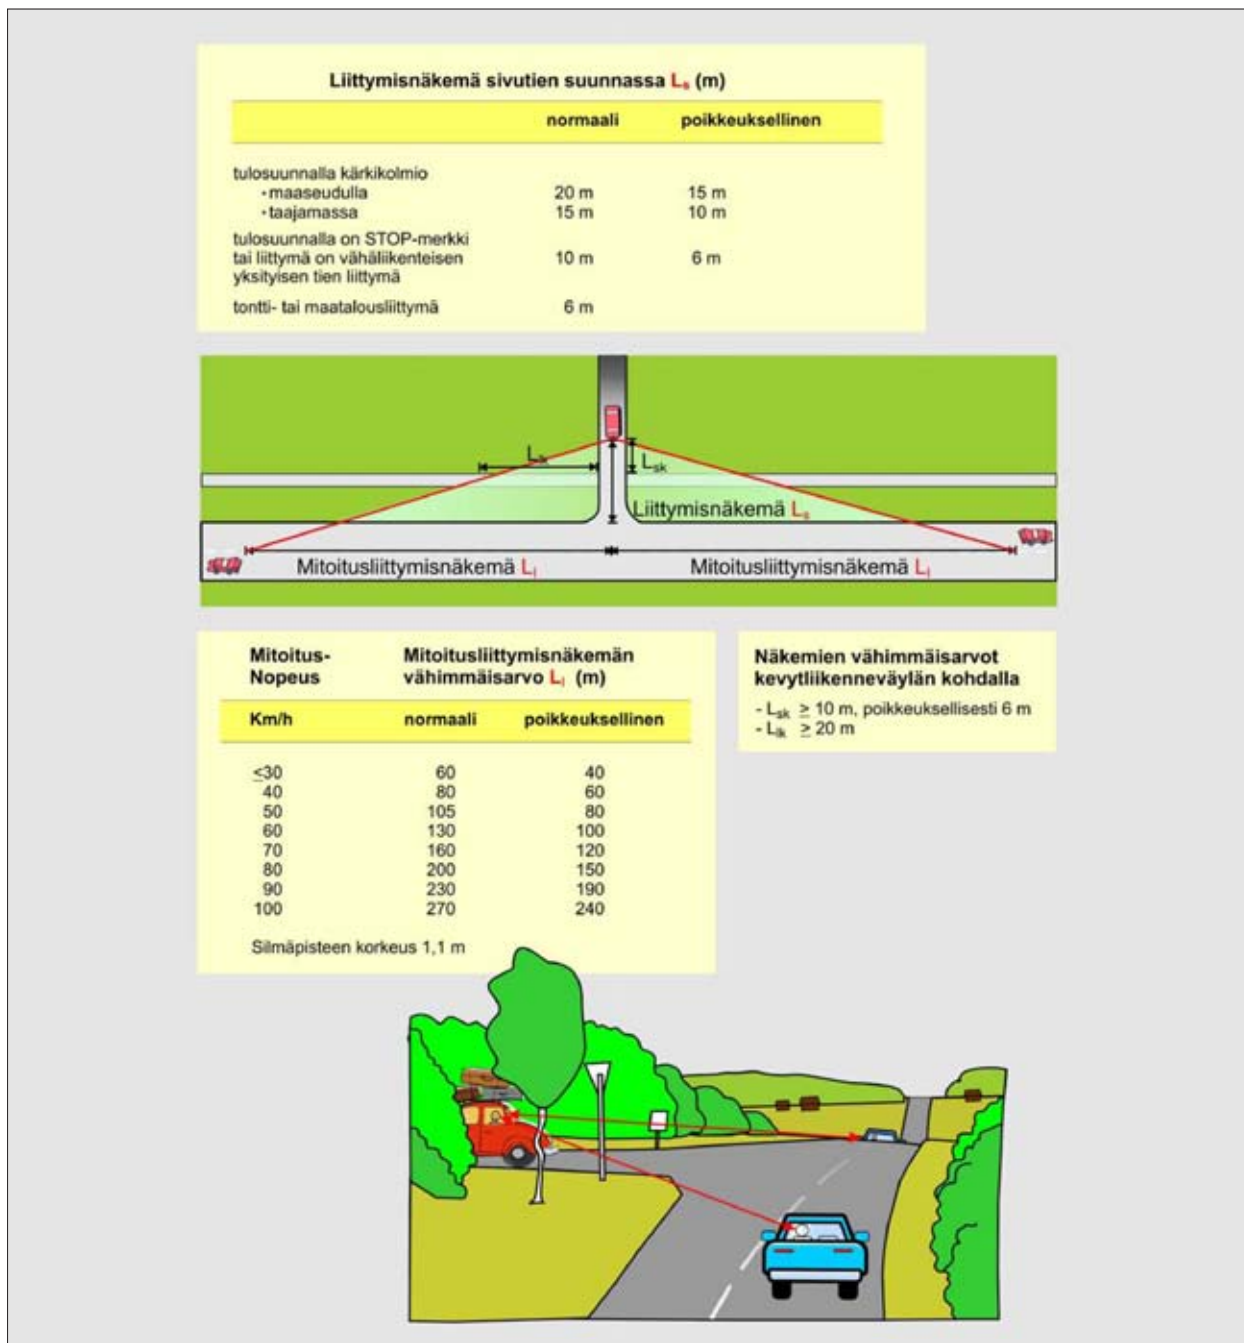 Liittymisnäkemä sivutien suunnassa Ls (m)
normaali poikkeuksellinen
tulosuunnalla kärkikolmio
• maaseudulla 20 m 15 m
• taajamassa 15 m 10 m
tulosuunnalla on STOP-merkki
tai liittymä on vähäliikenteisen 10 m 6 m
yksityisen tien liittymä
tontti- tai maatalousliittymä 6 m
Llk
Lsk
Liittymisnäkemä Ls
Mitoitusliittymisnäkemä Ll Mitoitusliittymisnäkemä Ll
Mitoitus- Mitoitusliittymisnäkemän
Nopeus vähimmäisarvo Ll (m)
Km/h normaali poikkeuksellinen
≤30 60 40
40 80 60
50 105 80
60 130 100
70 160 120
80 200 150
90 230 190
100 270 240
Silmäpisteen korkeus 1,1 m
Näkemien vähimmäisarvot
kevytliikenneväylän kohdalla
- Lsk ≥ 10 m, poikkeuksellisesti 6 m
- Llk ≥ 20 m